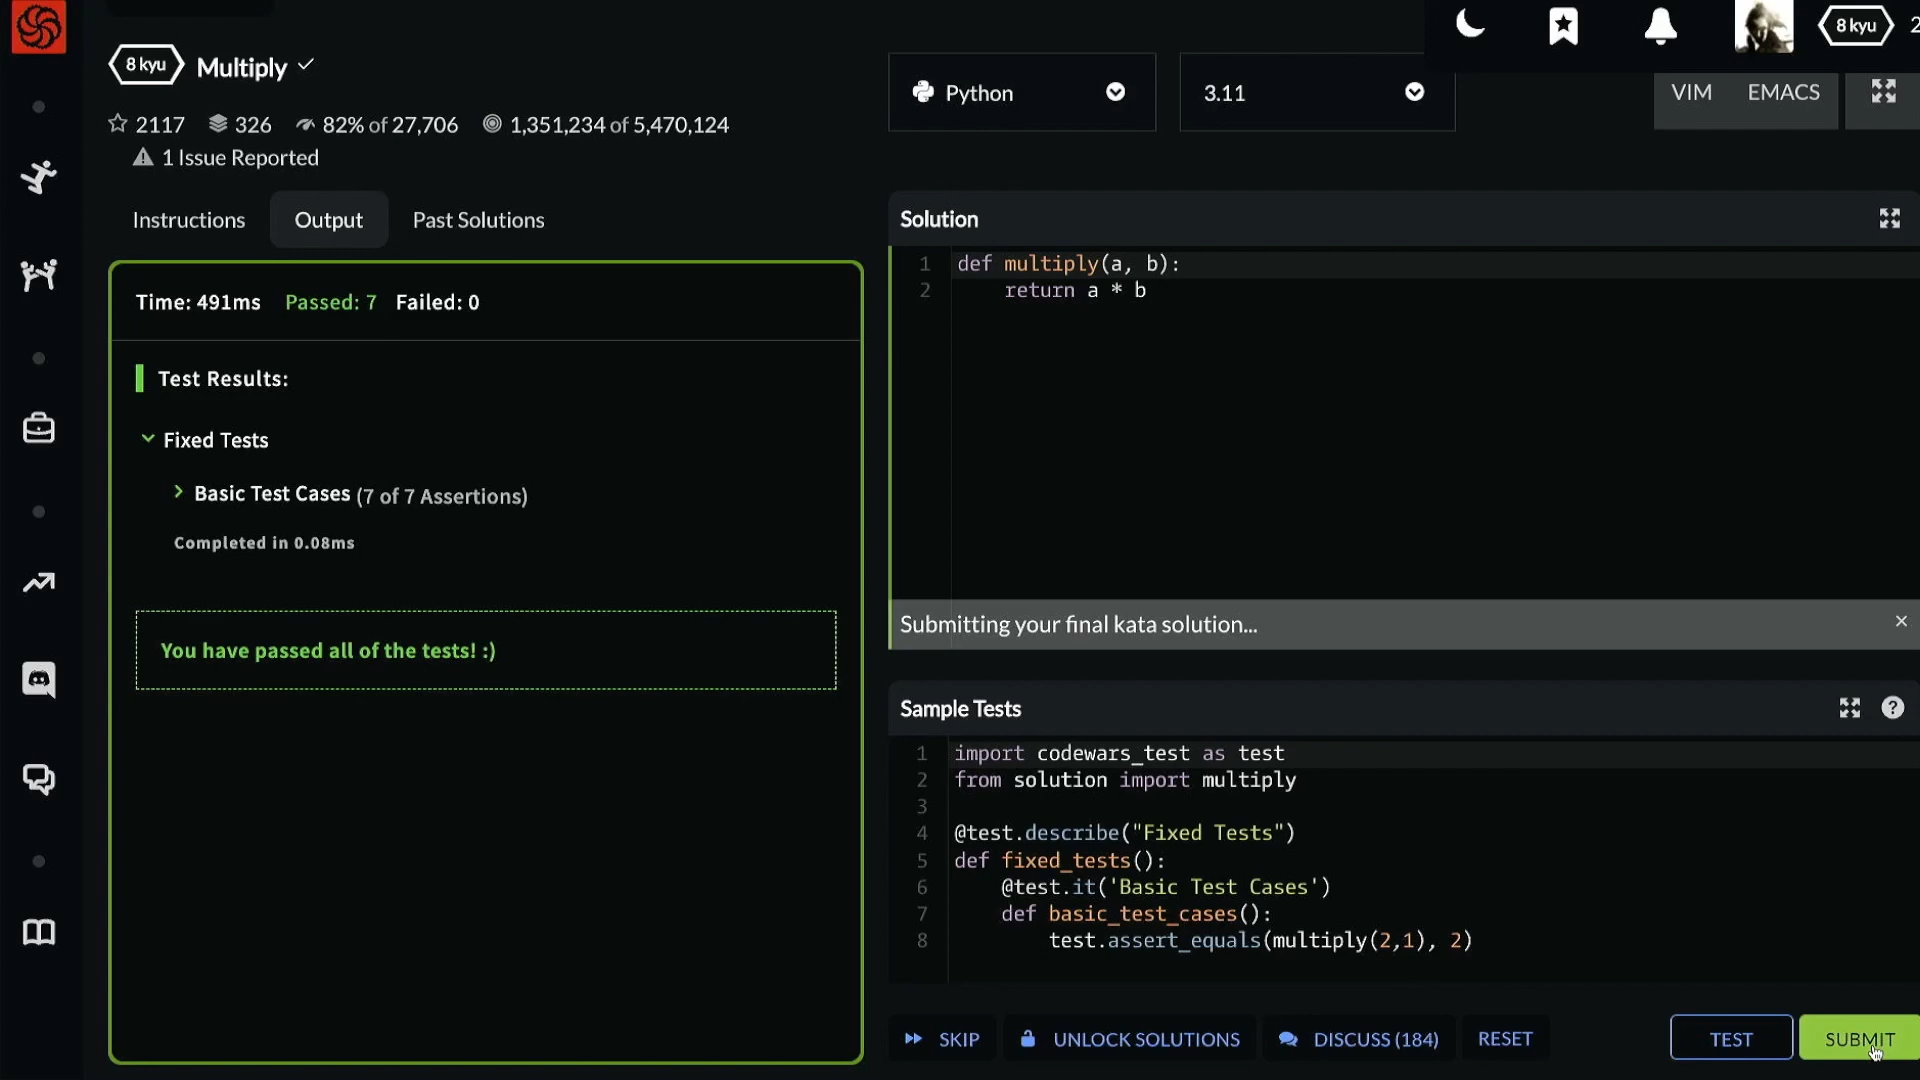 8 kyu Multiply
2117 326 82% of 27,706 1,351,234 of 5,470,124
1 Issue Reported
Instructions Output Past Solutions
Time: 491ms Passed: 7 Failed: 0
Test Results:
Fixed Tests
Basic Test Cases (7 of 7 Assertions)
Completed in 0.08ms
You have passed all of the tests! :)
8 kyu 2
Python 3.11 VIM EMACS
Solution
1 def multiply(a, b):
2 return a * b
Submitting your final kata solution... ×
Sample Tests ?
1 import codewars_test as test
2 from solution import multiply
3
4 @test.describe("Fixed Tests")
5 def fixed_tests():
6 @test.it('Basic Test Cases')
7 def basic_test_cases():
8 test.assert_equals(multiply(2,1), 2)
SKIP UNLOCK SOLUTIONS DISCUSS (184) RESET TEST SUBMIT